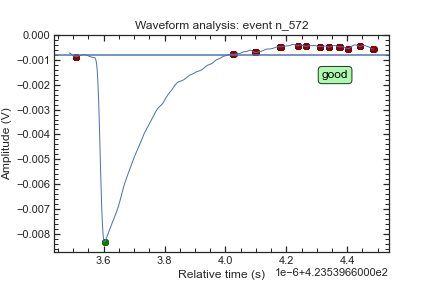 Waveform analysis: event n_572
0.000
−0.001
−0.002
−0.003
−0.004
−0.005
−0.006
−0.007
−0.008
Amplitude (V)
good
3.6
3.8
4.0
4.2
4.4
Relative time (s)
1e-6+4.2353966000e2